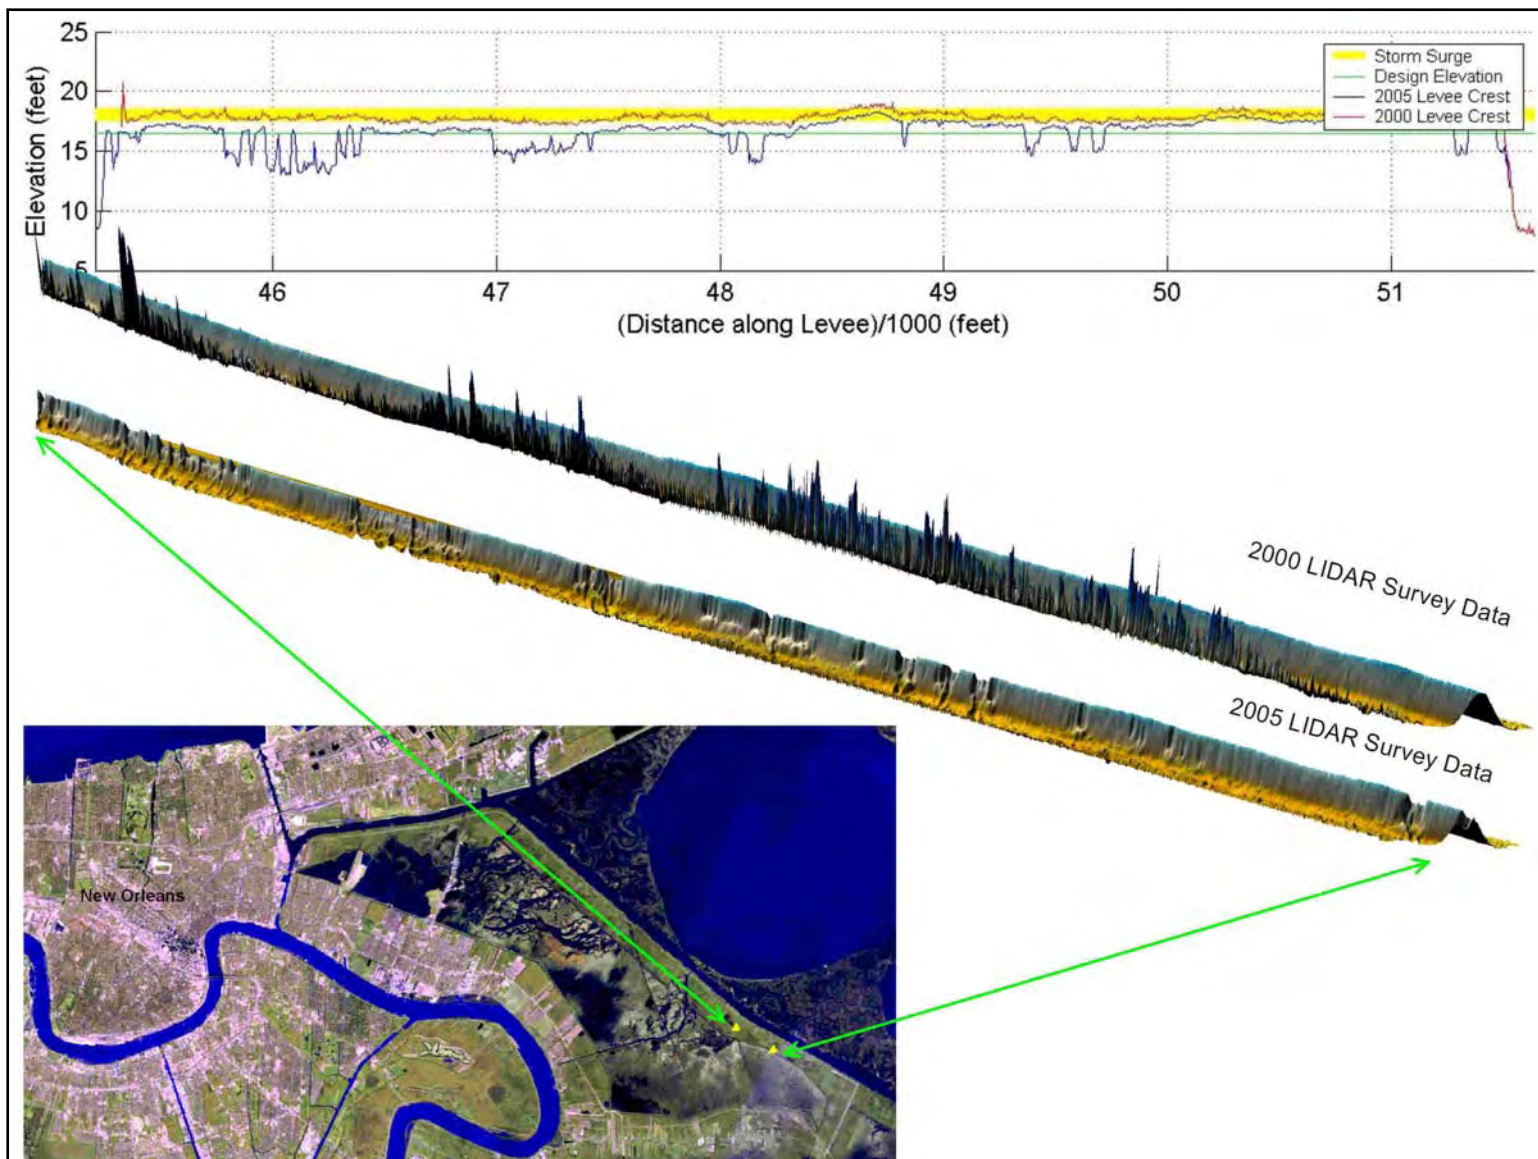 Elevation (feet)
25
20
15
10
5
Storm Surge
Design Elevation
2005 Levee Crest
2000 Levee Crest
46 47 48 49 50 51
(Distance along Levee)/1000 (feet)
2000 LIDAR Survey Data
2005 LIDAR Survey Data
New Orleans